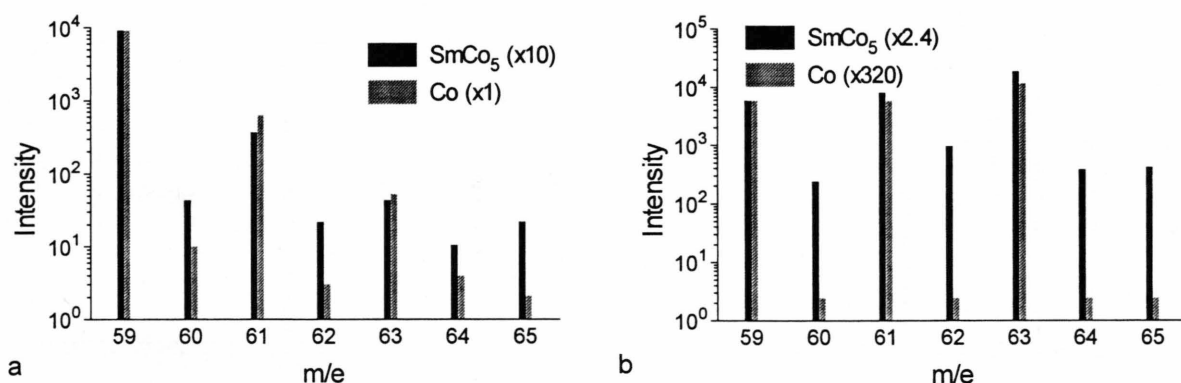 10⁴
10³
10²
10¹
10⁰
Intensity
SmCo₅ (x10)
Co (x1)
59 60 61 62 63 64 65
m/e
a
10⁵
10⁴
10³
10²
10¹
10⁰
Intensity
SmCo₅ (x2.4)
Co (x320)
59 60 61 62 63 64 65
m/e
b